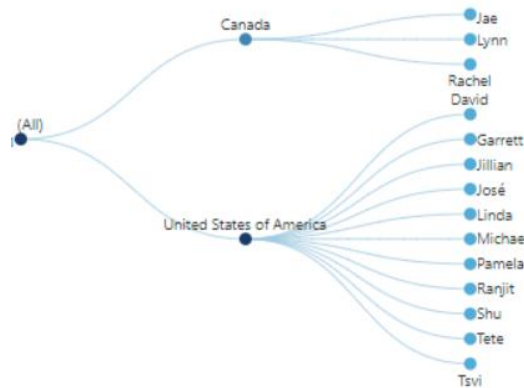 Canada
Jae
Lynn
Rachel
David
(All)
Garrett
Jillian
José
Linda
United States of America
Michae
Pamela
Ranjit
Shu
Tete
Tsvi